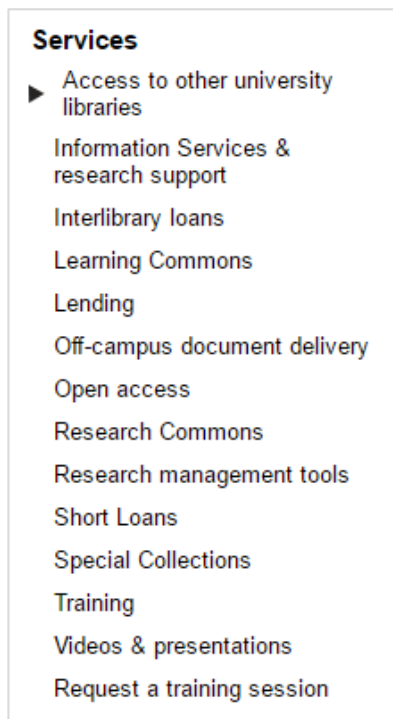 Services
Access to other university
libraries
Information Services &
research support
Interlibrary loans
Learning Commons
Lending
Off-campus document delivery
Open access
Research Commons
Research management tools
Short Loans
Special Collections
Training
Videos & presentations
Request a training session